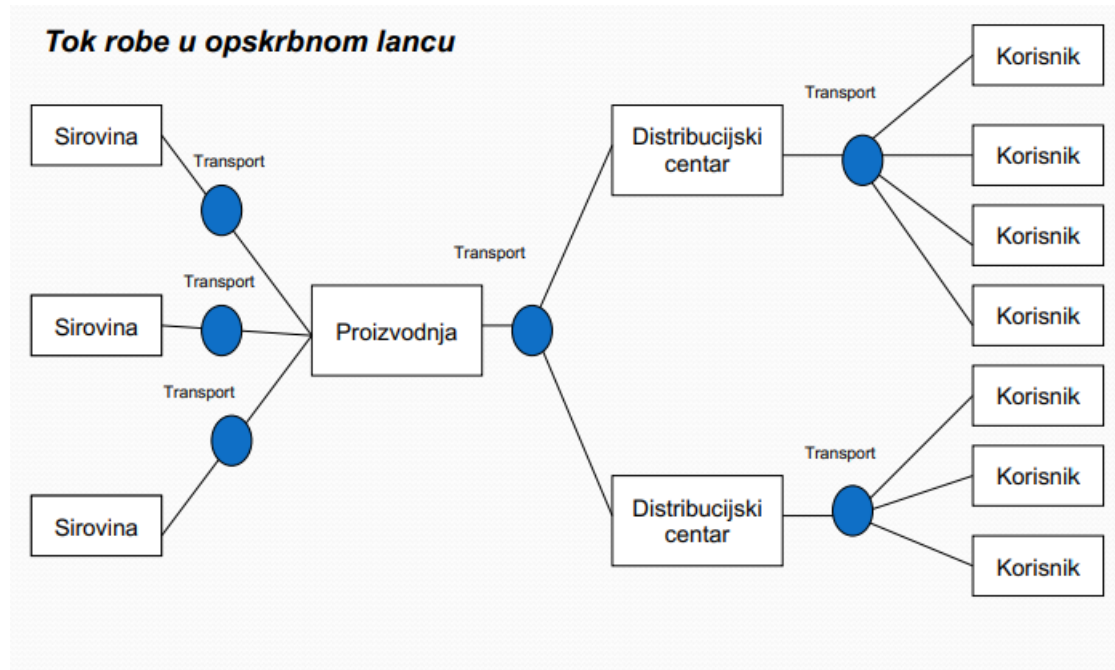 Tok robe u opskrbnom lancu
Sirovina
Transport
Sirovina
Transport
Sirovina
Transport
Proizvodnja
Transport
Distribucijski
centar
Transport
Korisnik
Korisnik
Korisnik
Korisnik
Distribucijski
centar
Transport
Korisnik
Korisnik
Korisnik